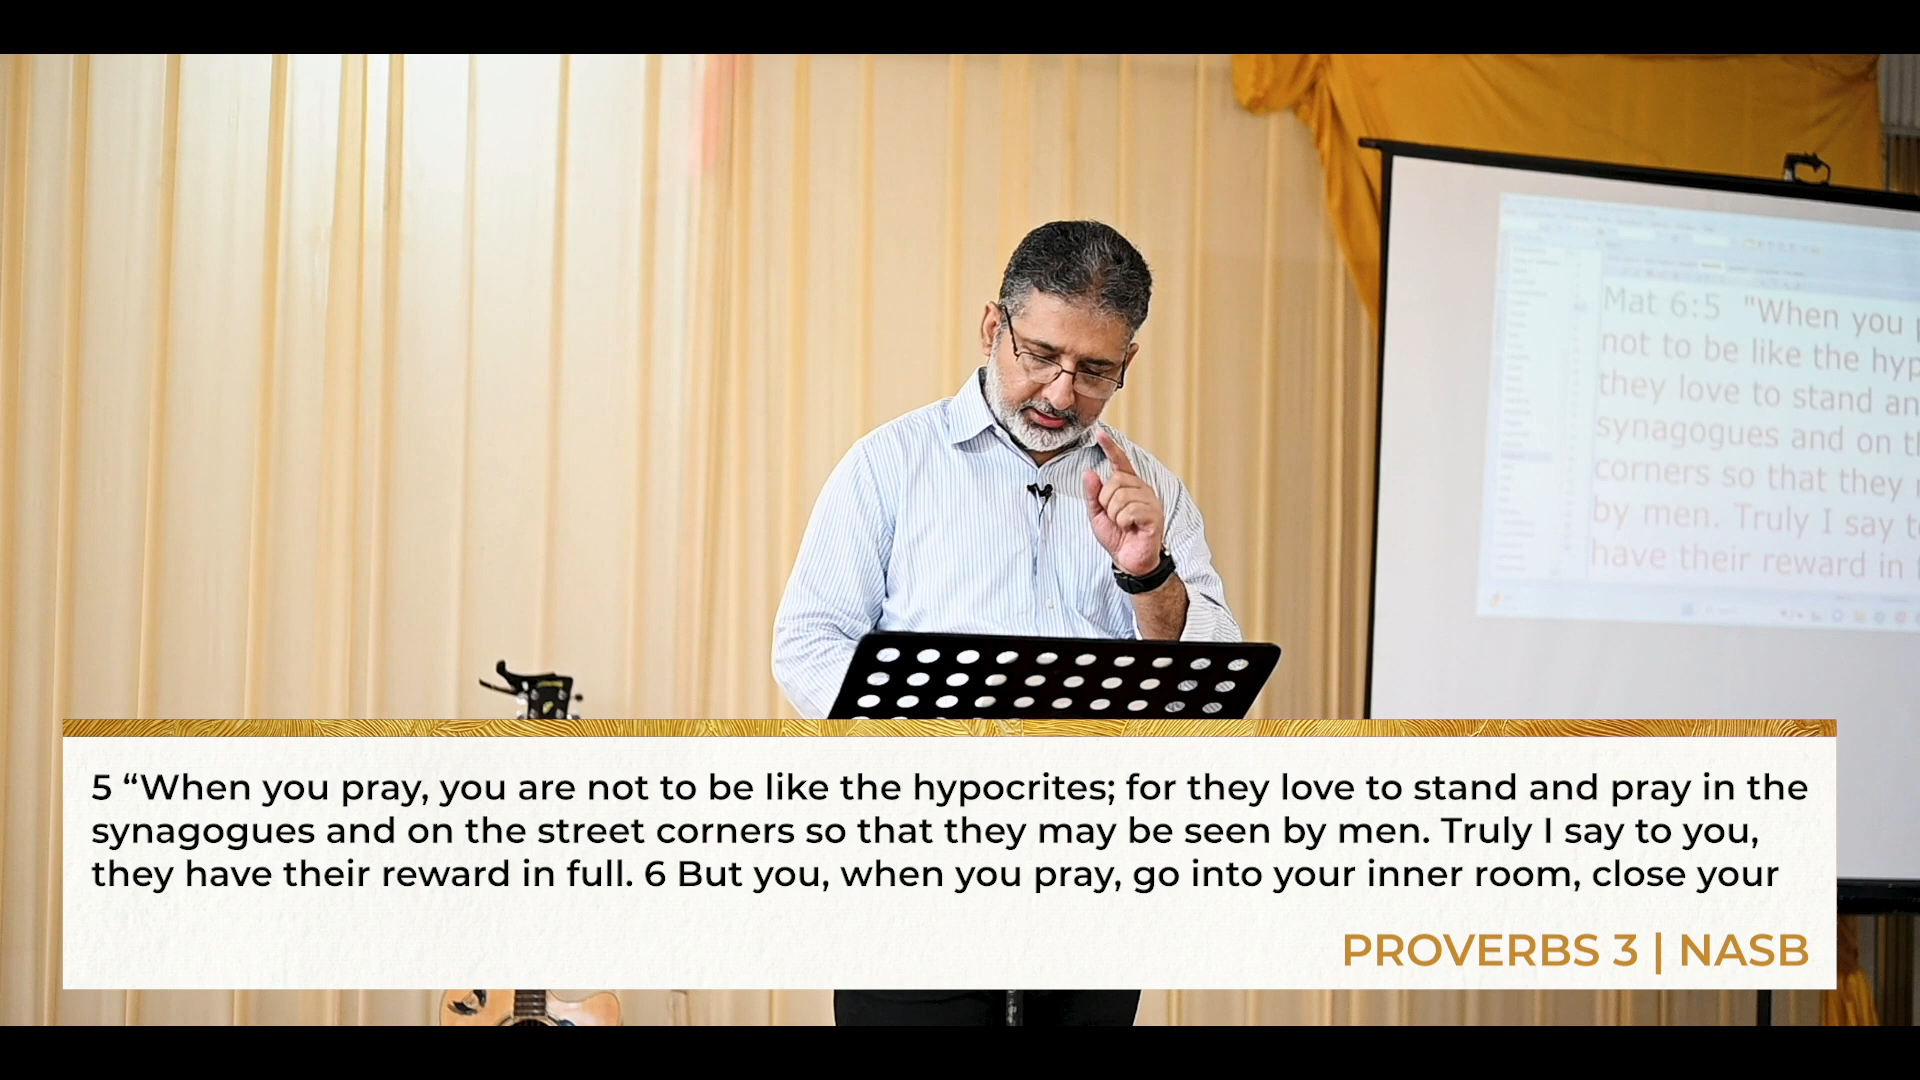 Mat 6:5 "When you
not to be like the hyp
they love to stand an
synagogues and on t
corners so that they
by men. Truly I say t
have their reward in
5 “When you pray, you are not to be like the hypocrites; for they love to stand and pray in the
synagogues and on the street corners so that they may be seen by men. Truly I say to you,
they have their reward in full. 6 But you, when you pray, go into your inner room, close your
PROVERBS 3 | NASB